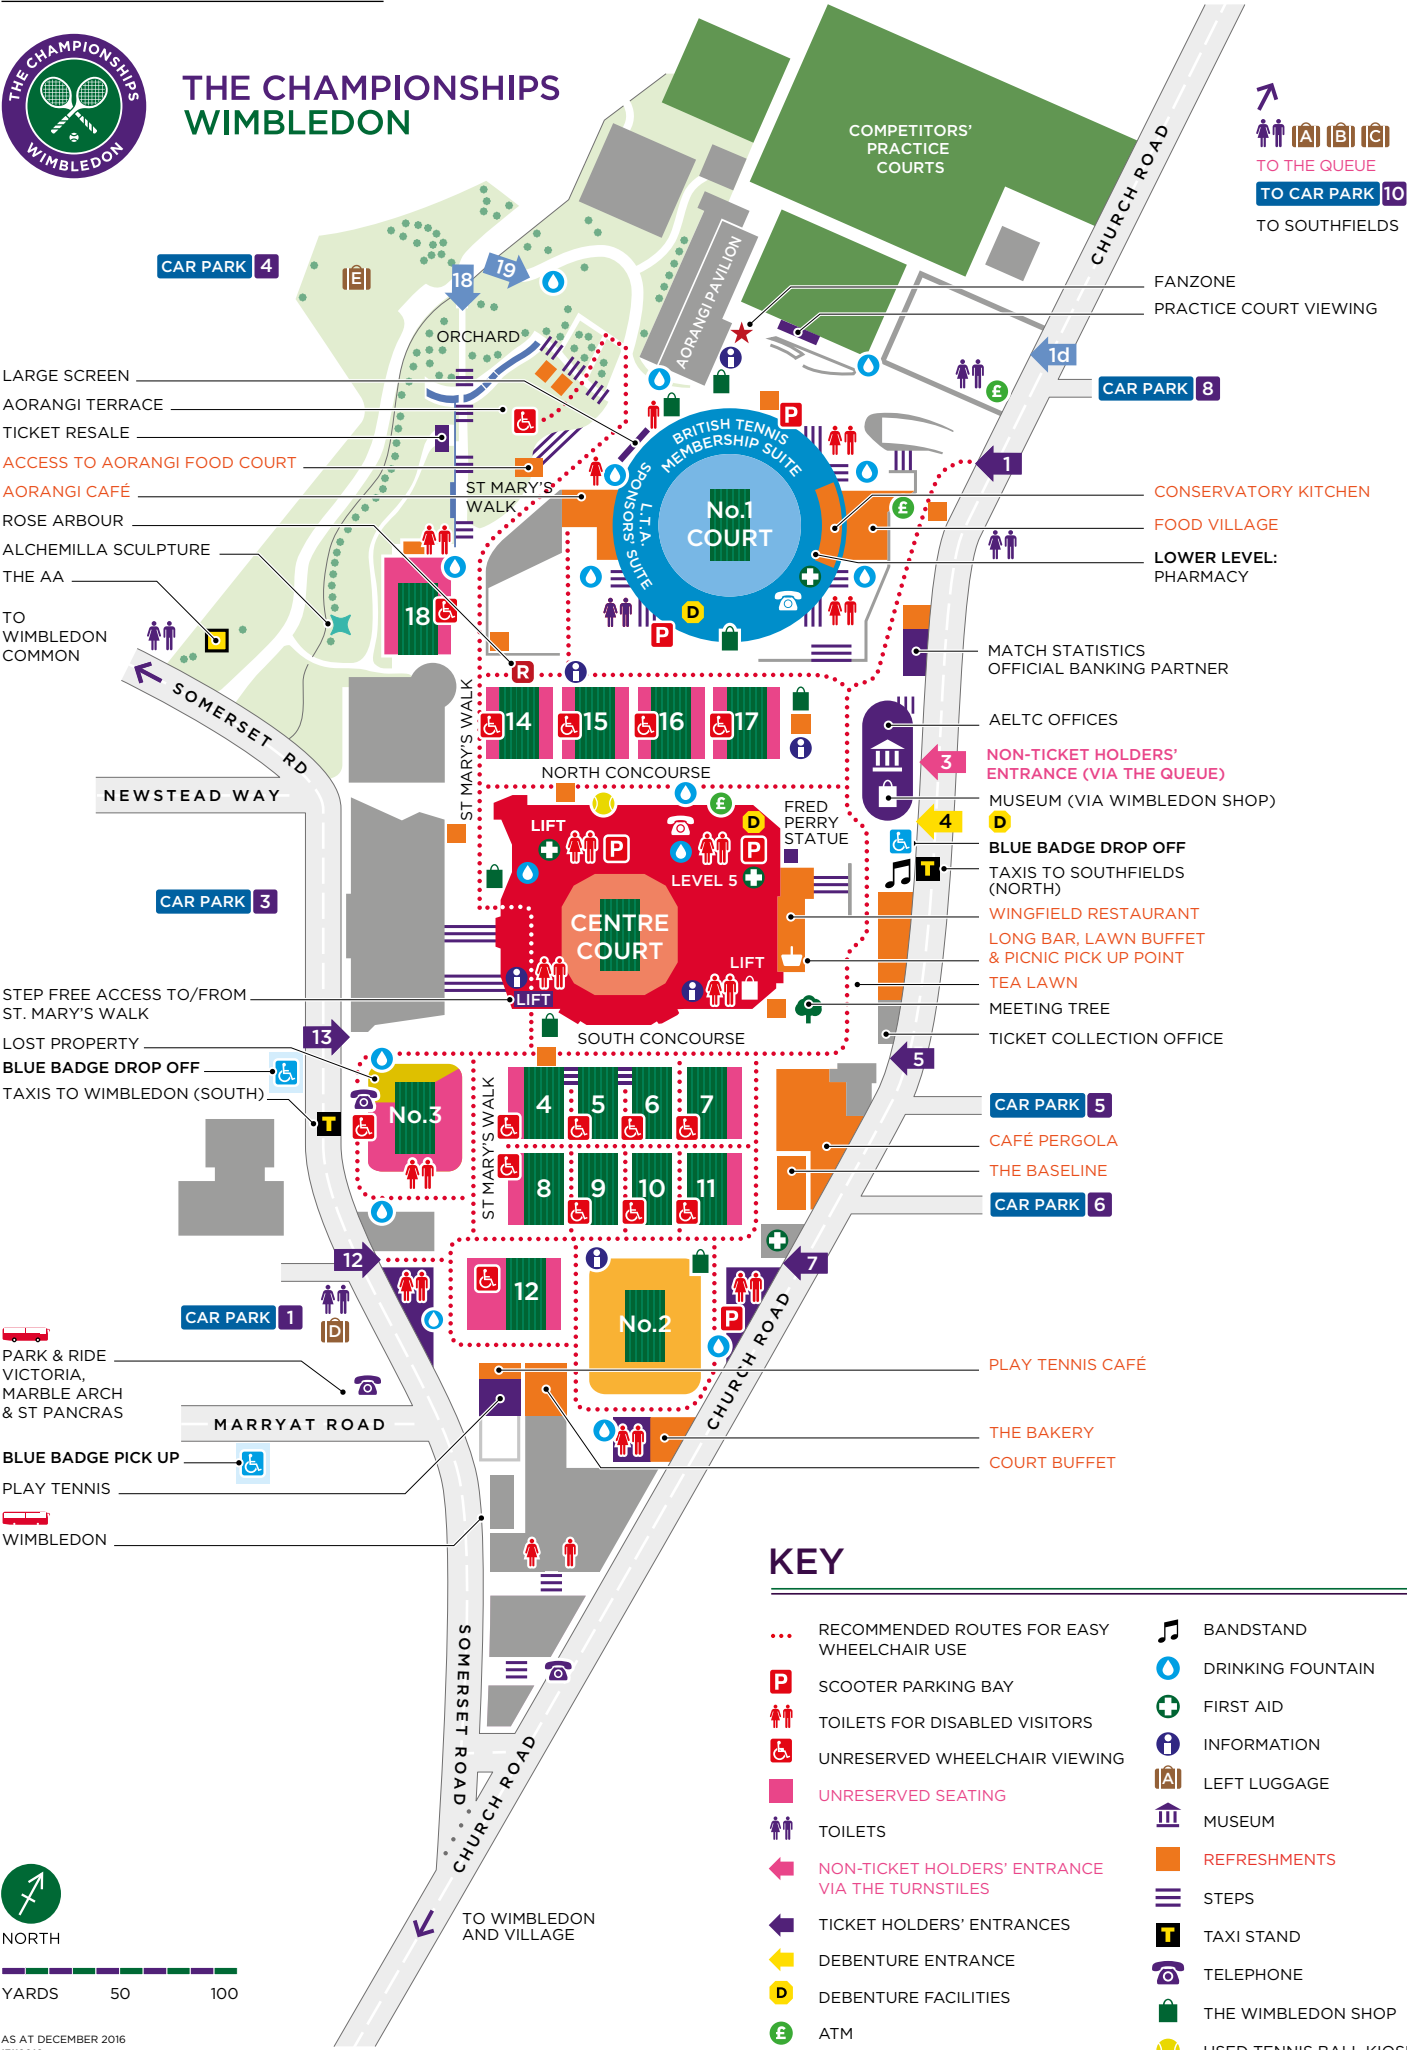 THE CHAMPIONSHIPS
WIMBLEDON
THE CHAMPIONSHIPS
WIMBLEDON
COMPETITORS'
PRACTICE
COURTS
CHURCH ROAD
A B C
TO THE QUEUE
TO CAR PARK 10
TO SOUTHFIELDS
CAR PARK 4
E
18
19
AORANGI PAVILION
FANZONE
PRACTICE COURT VIEWING
ORCHARD
1d
CAR PARK 8
LARGE SCREEN
AORANGI TERRACE
TICKET RESALE
ACCESS TO AORANGI FOOD COURT
AORANGI CAFÉ
ROSE ARBOUR
ALCHEMILLA SCULPTURE
THE AA
TO
WIMBLEDON
COMMON
P
BRITISH TENNIS
MEMBERSHIP SUITE
L.T.A.
SPONSORS' SUITE
No.1
COURT
ST MARY'S
WALK
£
£
1
CONSERVATORY KITCHEN
FOOD VILLAGE
LOWER LEVEL:
PHARMACY
D
P
18
R
MATCH STATISTICS
OFFICIAL BANKING PARTNER
SOMERSET RD
ST MARY'S WALK
14
15
16
17
AELTC OFFICES
3
NON-TICKET HOLDERS'
ENTRANCE (VIA THE QUEUE)
MUSEUM (VIA WIMBLEDON SHOP)
NORTH CONCOURSE
NEWSTEAD WAY
4
D
BLUE BADGE DROP OFF
T
TAXIS TO SOUTHFIELDS
(NORTH)
£
FRED
PERRY
STATUE
LIFT
P
D
P
LEVEL 5
CAR PARK 3
CENTRE
COURT
WINGFIELD RESTAURANT
LONG BAR, LAWN BUFFET
& PICNIC PICK UP POINT
TEA LAWN
LIFT
LIFT
STEP FREE ACCESS TO/FROM
ST. MARY'S WALK
MEETING TREE
SOUTH CONCOURSE
TICKET COLLECTION OFFICE
13
LOST PROPERTY
BLUE BADGE DROP OFF
TAXIS TO WIMBLEDON (SOUTH)
T
5
No.3
ST MARY'S WALK
4
5
6
7
8
9
10
11
CAR PARK 5
CAFÉ PERGOLA
THE BASELINE
CAR PARK 6
12
7
12
No.2
P
CAR PARK 1
D
PARK & RIDE
VICTORIA,
MARBLE ARCH
& ST PANCRAS
CHURCH ROAD
PLAY TENNIS CAFÉ
MARRYAT ROAD
THE BAKERY
COURT BUFFET
BLUE BADGE PICK UP
PLAY TENNIS
WIMBLEDON
SOMERSET ROAD
CHURCH ROAD
TO WIMBLEDON
AND VILLAGE
NORTH
YARDS 50 100
AS AT DECEMBER 2016
KEY
RECOMMENDED ROUTES FOR EASY
WHEELCHAIR USE
P SCOOTER PARKING BAY
TOILETS FOR DISABLED VISITORS
UNRESERVED WHEELCHAIR VIEWING
UNRESERVED SEATING
TOILETS
NON-TICKET HOLDERS' ENTRANCE
VIA THE TURNSTILES
TICKET HOLDERS' ENTRANCES
DEBENTURE ENTRANCE
D DEBENTURE FACILITIES
£ ATM
BANDSTAND
DRINKING FOUNTAIN
FIRST AID
INFORMATION
A LEFT LUGGAGE
MUSEUM
REFRESHMENTS
STEPS
T TAXI STAND
TELEPHONE
THE WIMBLEDON SHOP
USED TENNIS BALL